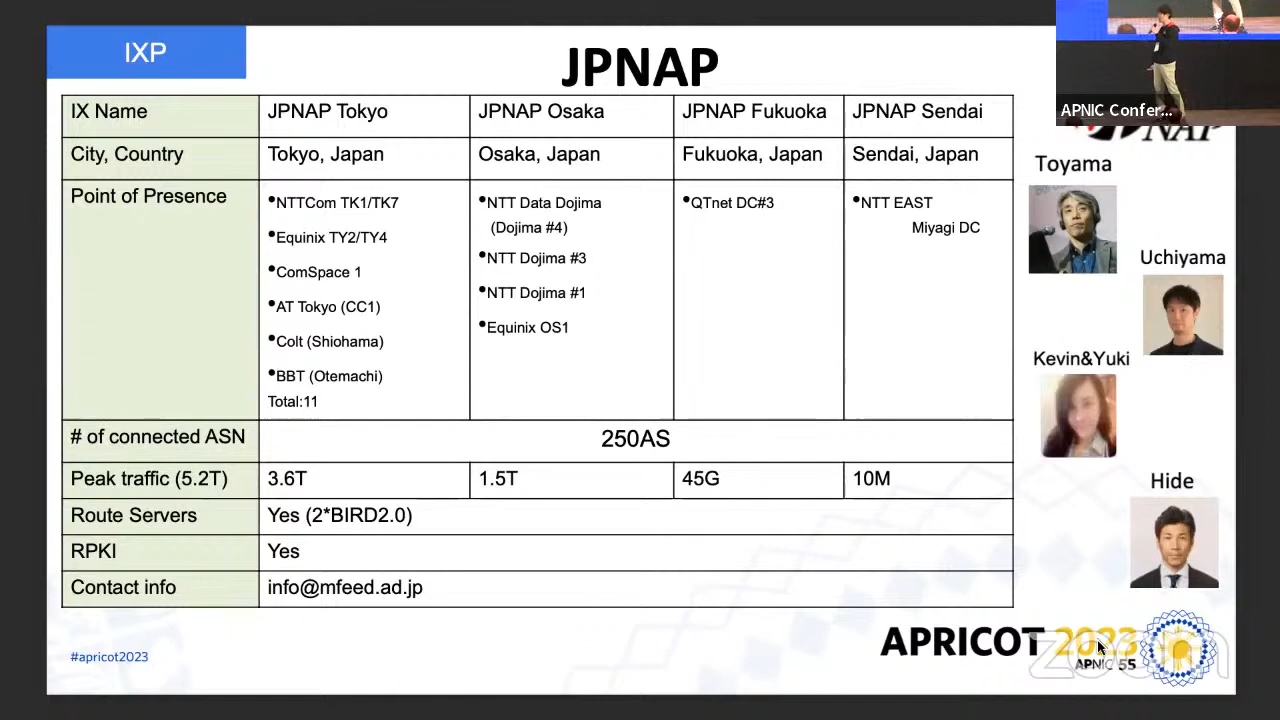 IXP
JPNAP
APNIC Confer...
NAP
IX Name
JPNAP Tokyo
JPNAP Osaka
JPNAP Fukuoka
JPNAP Sendai
City, Country
Tokyo, Japan
Osaka, Japan
Fukuoka, Japan
Sendai, Japan
Point of Presence
•NTTCom TK1/TK7
•Equinix TY2/TY4
•ComSpace 1
•AT Tokyo (CC1)
•Colt (Shiohama)
•BBT (Otemachi)
Total:11
•NTT Data Dojima
(Dojima #4)
•NTT Dojima #3
•NTT Dojima #1
•Equinix OS1
•QTnet DC#3
•NTT EAST
Miyagi DC
# of connected ASN
250AS
Peak traffic (5.2T)
3.6T
1.5T
45G
10M
Route Servers
Yes (2*BIRD2.0)
RPKI
Yes
Contact info
info@mfeed.ad.jp
Toyama
Uchiyama
Kevin&Yuki
Hide
#apricot2023
APRICOT 2023
APNIC 55
zoom